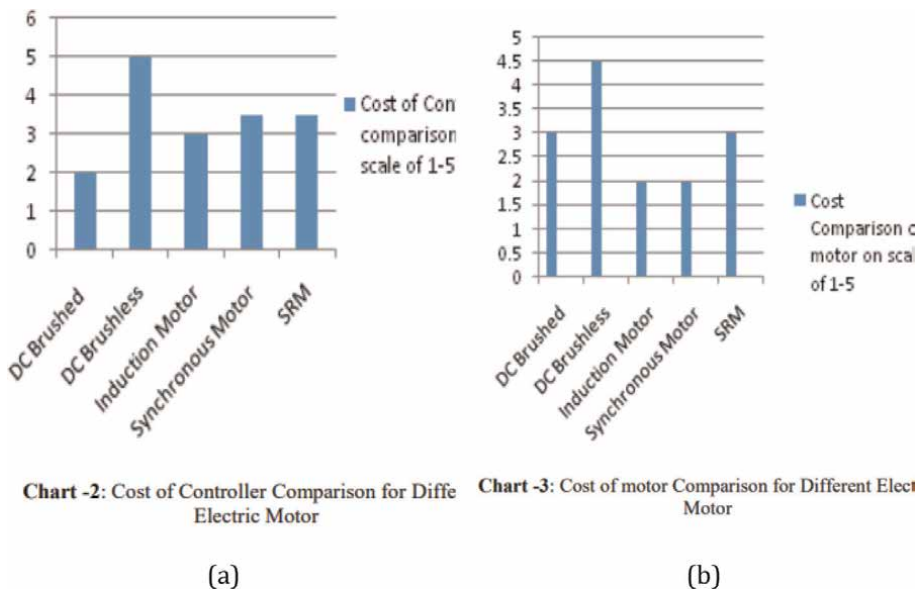 6
5
4
3
2
1
0
DC Brushed
DC Brushless
Induction Motor
Synchronous Motor
SRM
Cost of Con
comparison
scale of 1-5
Chart -2: Cost of Controller Comparison for Diffe
Electric Motor
(a)
5
4.5
4
3.5
3
2.5
2
1.5
1
0.5
0
DC Brushed
DC Brushless
Induction Motor
Synchronous Motor
SRM
Cost
Comparison o
motor on scal
of 1-5
Chart -3: Cost of motor Comparison for Different Elect
Motor
(b)